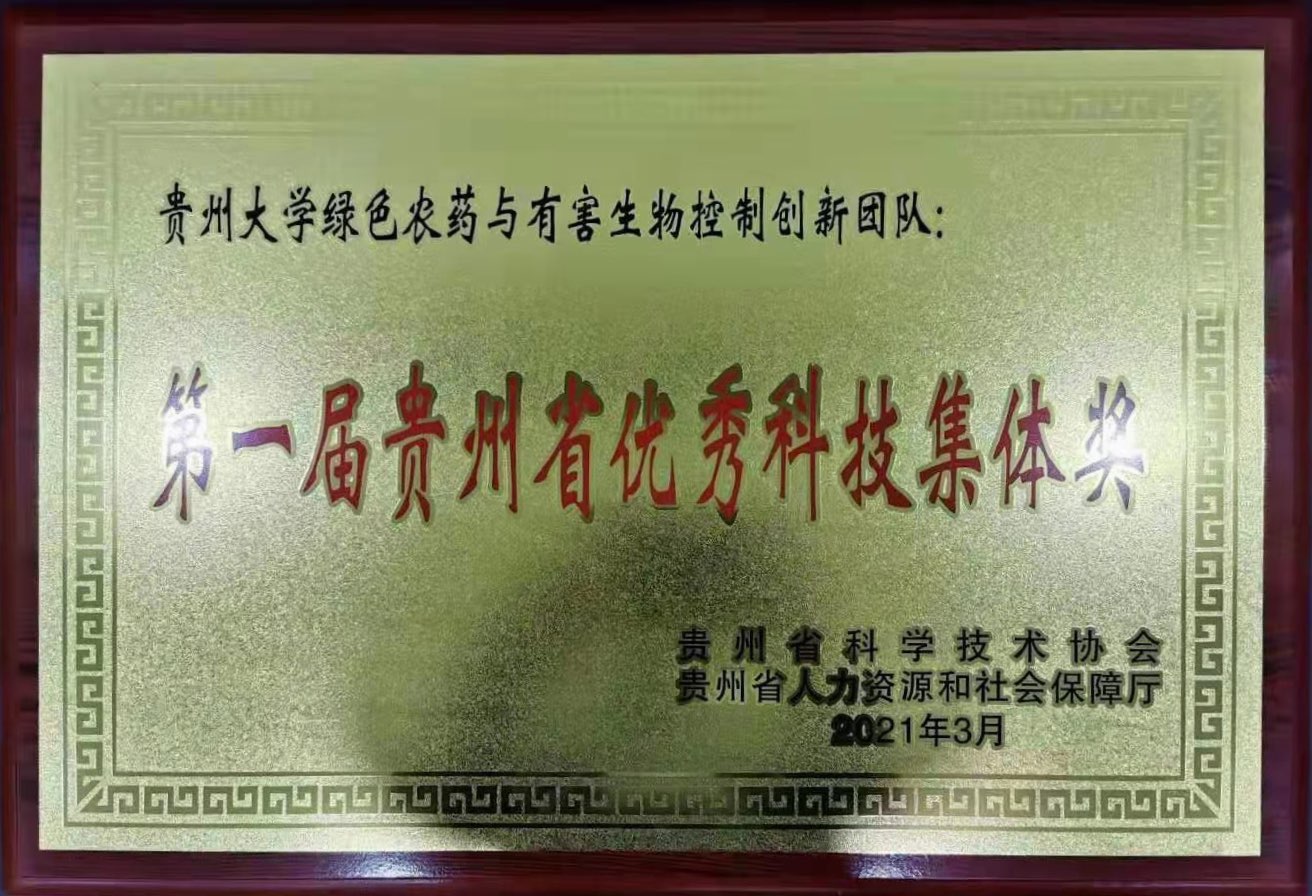 贵州大学绿色农药与有害生物控制创新团队:
第一届贵州省优秀科技集体奖
贵州省科学技术协会
贵州省人力资源和社会保障厅
2021年3月